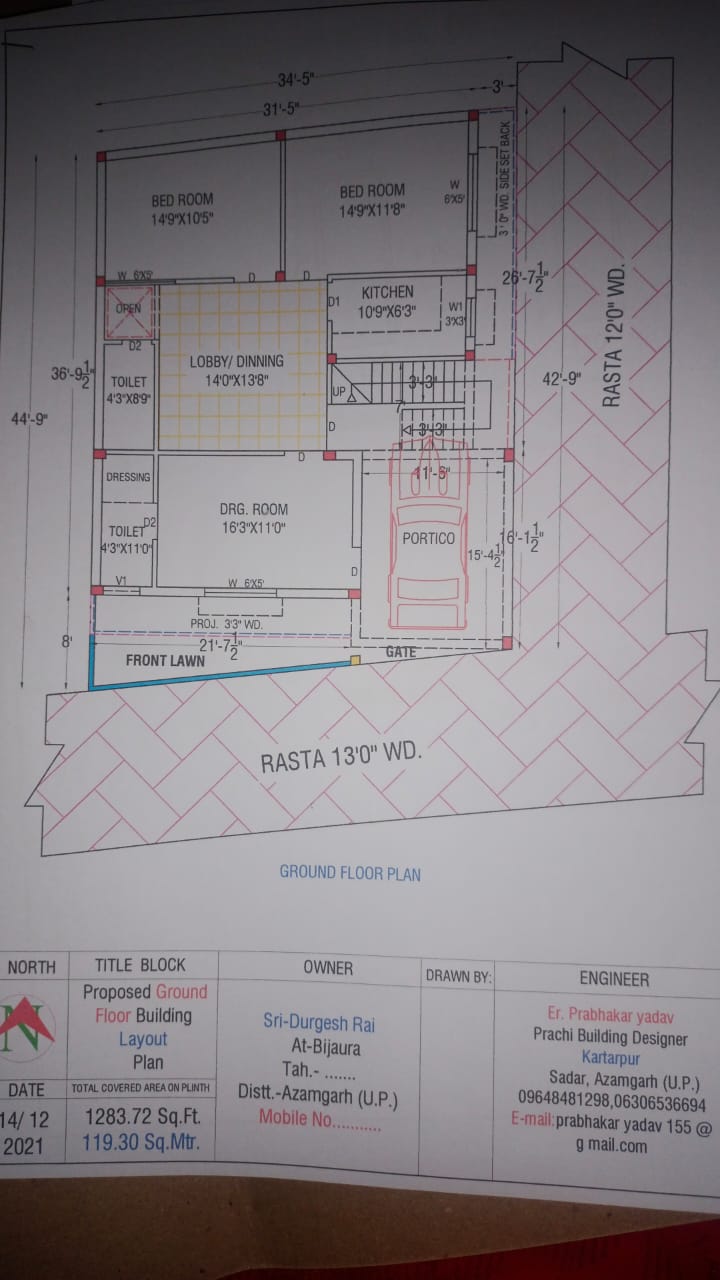 34'-5"
31'-5"
3'
BED ROOM
14'9"X10'5"
BED ROOM
14'9"X11'8"
W
6'X5'
3' 0" WD. SIDE SET BACK
W 6'X5'
D
D
OPEN
D2
D1
KITCHEN
10'9"X6'3"
W1
3'X3'
26'-7 1/2"
RASTA 12'0" WD.
LOBBY/ DINNING
14'0"X13'8"
TOILET
4'3"X8'9"
UP
3'-3"
7
3'-3"
D
36'-9 1/2"
44'-9"
42'-9"
D
DRESSING
DRG. ROOM
16'3"X11'0"
D2
TOILET
4'3"X11'0"
V1
W 6'X5'
D
11'-6"
PORTICO
15'-4 1/2"
16'-1 1/2"
8'
PROJ. 3'3" WD.
21'-7 1/2"
FRONT LAWN
GATE
RASTA 13'0" WD.
GROUND FLOOR PLAN
NORTH
N
DATE
14/ 12
2021
TITLE BLOCK
Proposed Ground
Floor Building
Layout
Plan
TOTAL COVERED AREA ON PLINTH
1283.72 Sq.Ft.
119.30 Sq.Mtr.
OWNER
Sri-Durgesh Rai
At-Bijaura
Tah.- .......
Distt.-Azamgarh (U.P.)
Mobile No...........
DRAWN BY:
ENGINEER
Er. Prabhakar yadav
Prachi Building Designer
Kartarpur
Sadar, Azamgarh (U.P.)
09648481298,06306536694
E-mail:prabhakar yadav 155 @
g mail.com